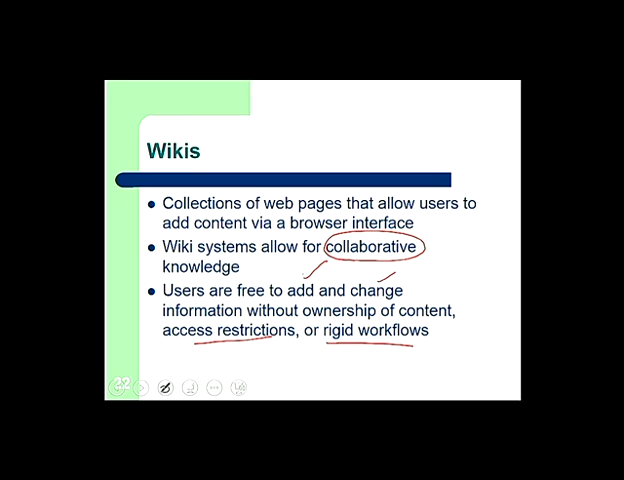 Wikis
Collections of web pages that allow users to
add content via a browser interface
Wiki systems allow for collaborative
knowledge
Users are free to add and change
information without ownership of content,
access restrictions, or rigid workflows
22